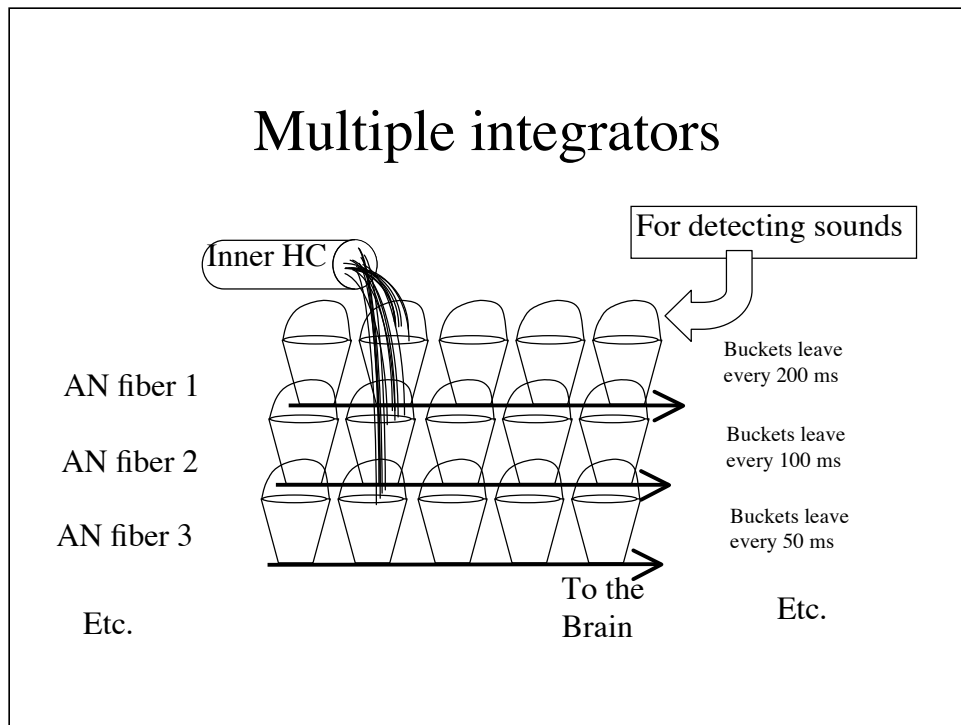 Multiple integrators
For detecting sounds
Inner HC
Buckets leave
every 200 ms
AN fiber 1
Buckets leave
every 100 ms
AN fiber 2
Buckets leave
every 50 ms
AN fiber 3
To the
Brain
Etc.
Etc.